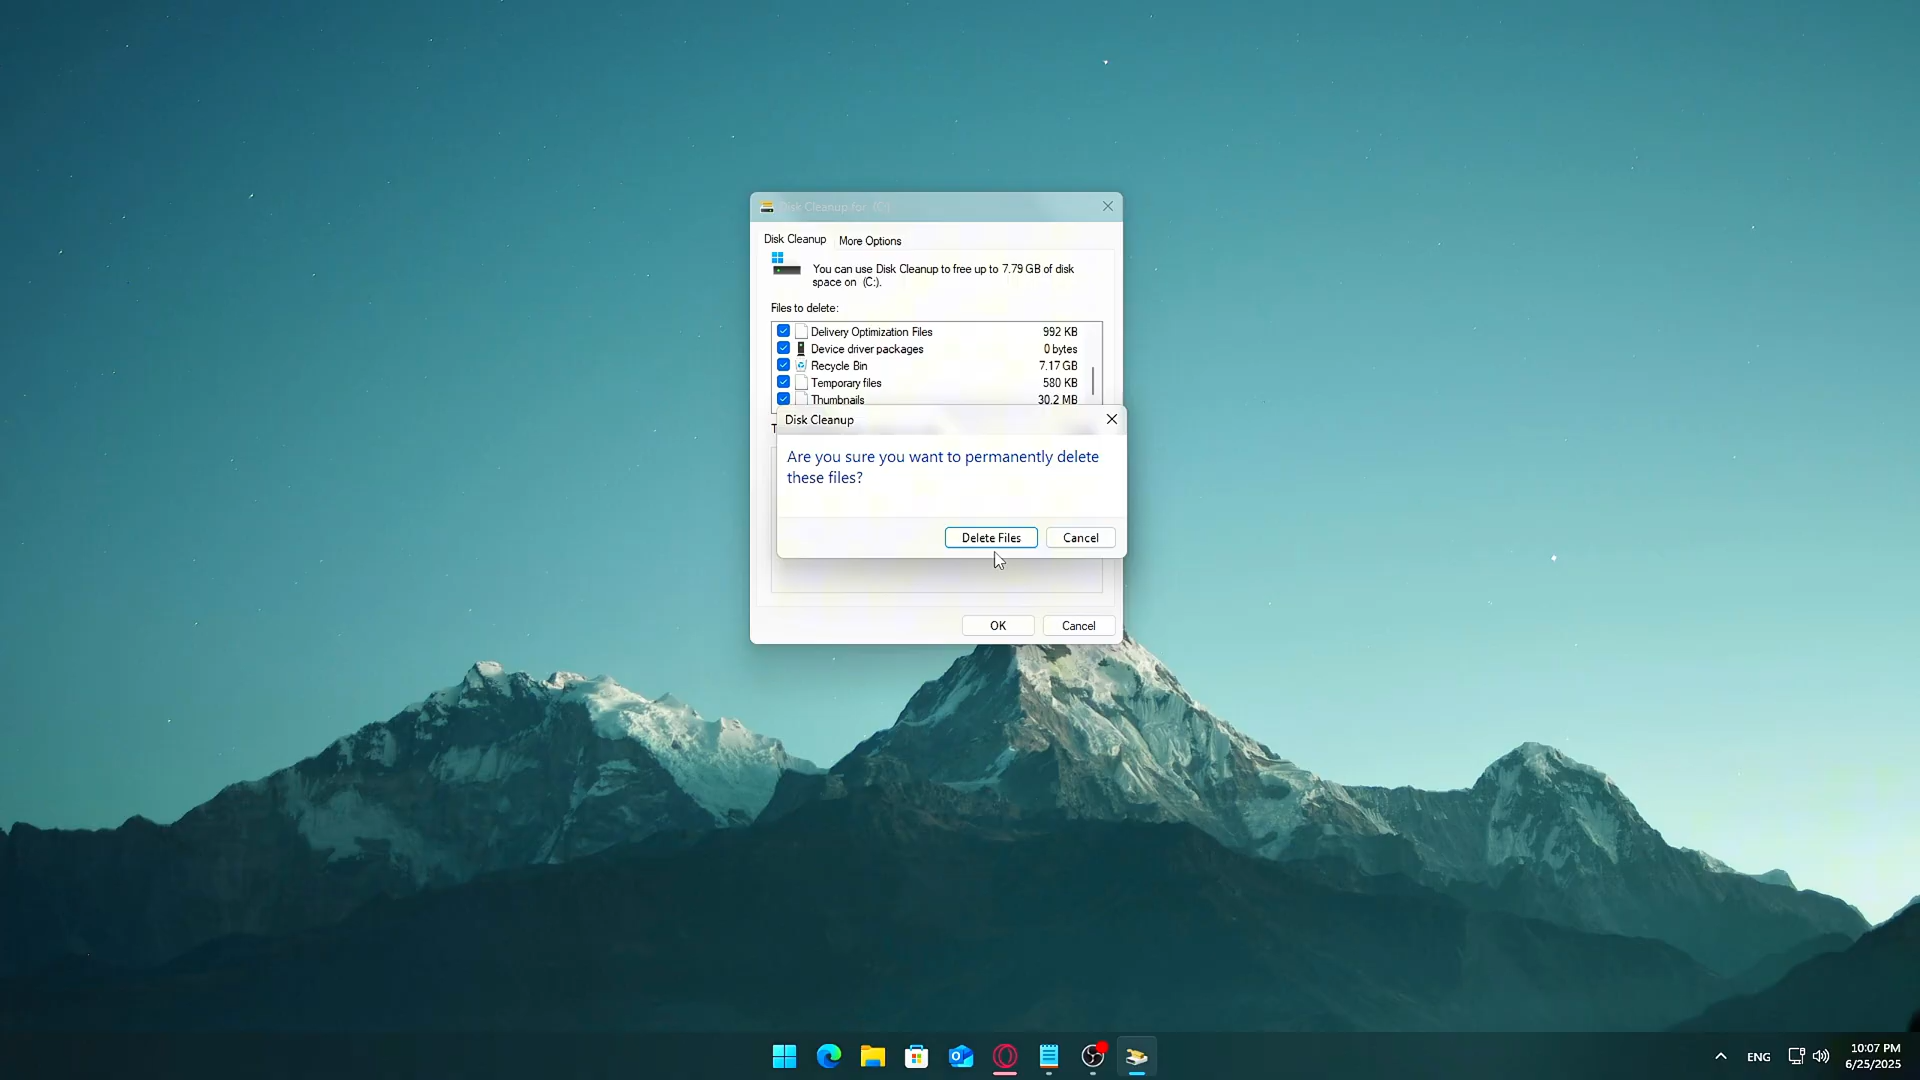 Disk Cleanup for (C:)
Disk Cleanup
More Options
You can use Disk Cleanup to free up to 7.79 GB of disk
space on (C:).
Files to delete:
Delivery Optimization Files 992 KB
Device driver packages 0 bytes
Recycle Bin 7.17 GB
Temporary files 580 KB
Thumbnails 30.2 MB
Disk Cleanup
Are you sure you want to permanently delete
these files?
Delete Files
Cancel
OK
Cancel
ENG
10:07 PM
6/25/2025